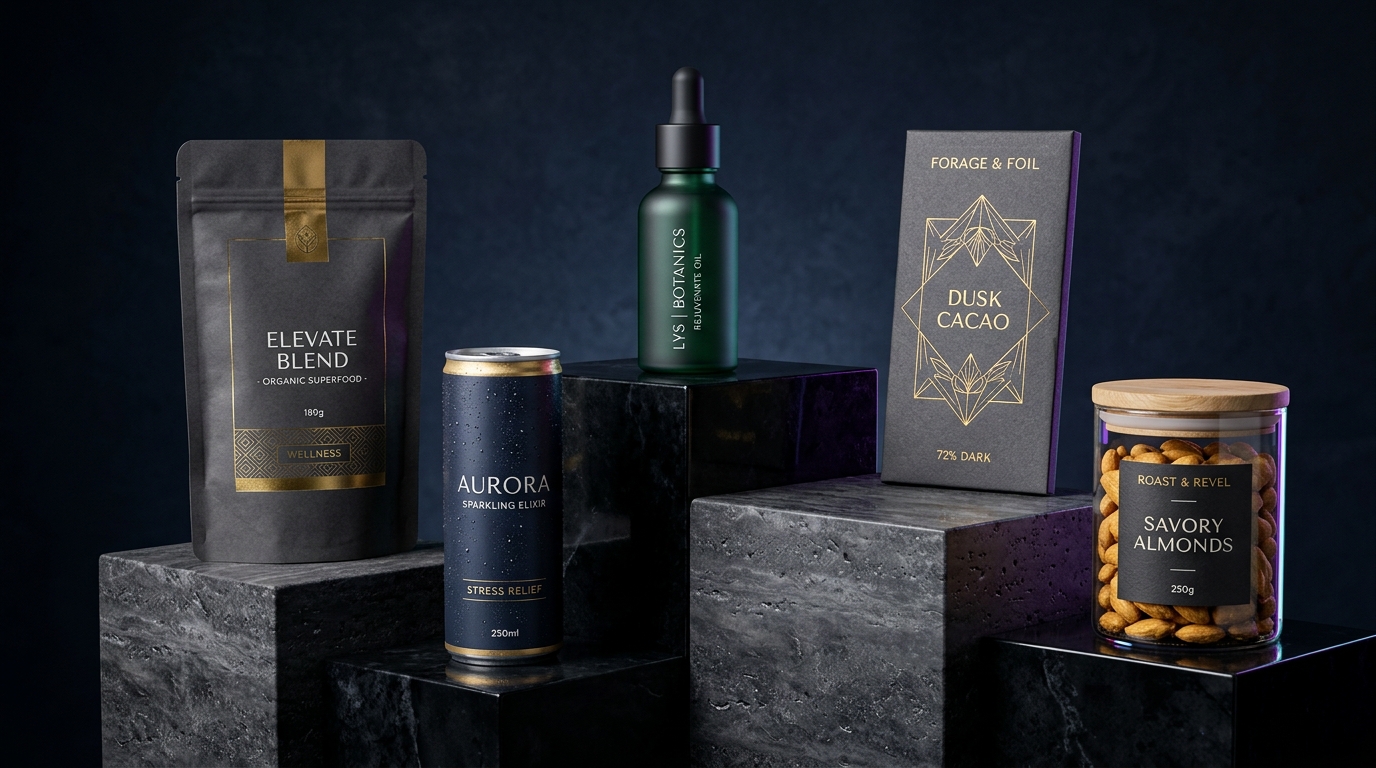 ELEVATE
BLEND
- ORGANIC SUPERFOOD -
180g
WELLNESS
AURORA
SPARKLING ELIXIR
STRESS RELIEF
250ml
LYS | BOTANICS
REJUVENATE OIL
FORAGE & FOIL
DUSK
CACAO
72% DARK
ROAST & REVEL
SAVORY
ALMONDS
250g